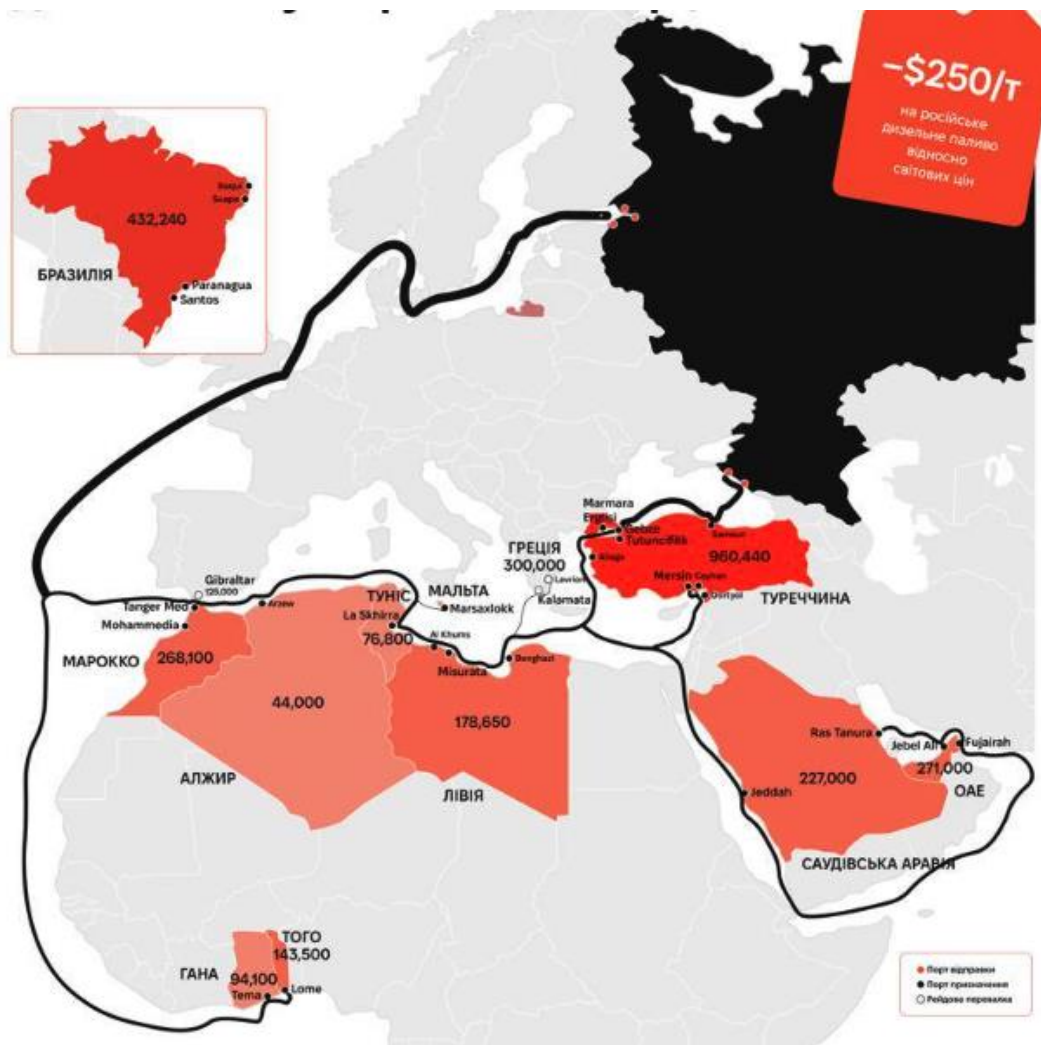 –$250/т
на російське
дизельне паливо
відносно
світових цін
432,240
БРАЗИЛІЯ
Paranagua
Santos
Marmara
Ereglisi
Gebze
Tutunciftlik
Samsun
Aliaga
960,440
ГРЕЦІЯ
300,000
Lavrion
Kalamata
Mersin
Ceyhan
Dortyol
ТУРЕЧЧИНА
Gibraltar
125,000
Tanger Med
Arzew
ТУНІС
МАЛЬТА
Marsaxlokk
La Skhirra
76,800
Mohammedia
Al Khums
Misurata
Benghazi
МАРОККО
268,100
44,000
178,650
АЛЖИР
ЛІВІЯ
Ras Tanura
Jebel Ali
Fujairah
227,000
271,000
ОАЕ
Jeddah
САУДІВСЬКА АРАВІЯ
ТОГО
143,500
ГАНА
94,100
Tema
Lome
Порт відправки
Порт призначення
Рейдова перевалка